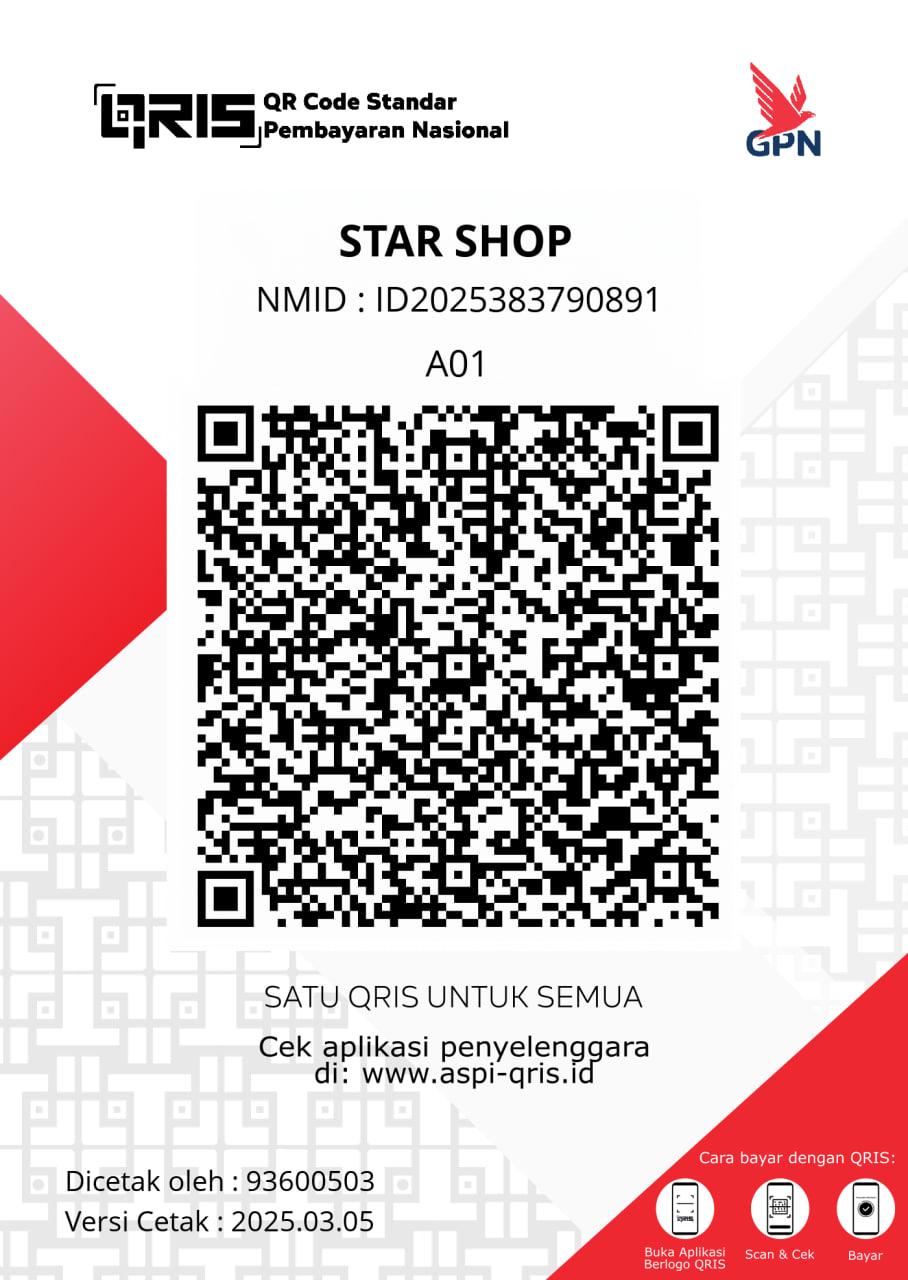 QRIS QR Code Standar
Pembayaran Nasional
GPN
STAR SHOP
NMID : ID2025383790891
A01
SATU QRIS UNTUK SEMUA
Cek aplikasi penyelenggara
di: www.aspi-qris.id
Dicetak oleh : 93600503
Versi Cetak : 2025.03.05
Cara bayar dengan QRIS:
Buka Aplikasi
Berlogo QRIS
Scan & Cek
Bayar